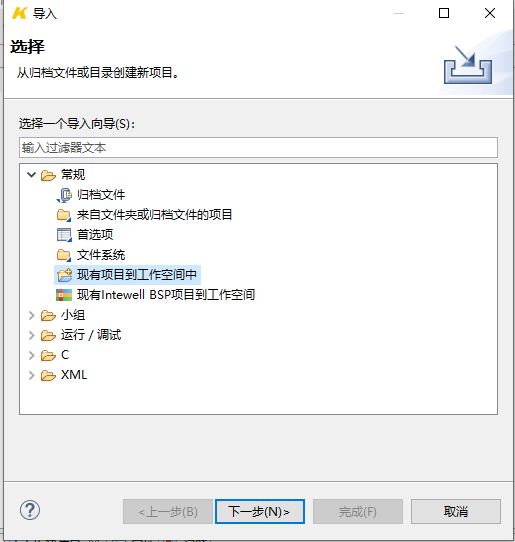 导入
选择
从归档文件或目录创建新项目。
选择一个导入向导(S):
输入过滤器文本
常规
归档文件
来自文件夹或归档文件的项目
首选项
文件系统
现有项目到工作空间中
现有Intewell BSP项目到工作空间
小组
运行 / 调试
C
XML
<上一步(B)
下一步(N)>
完成(F)
取消